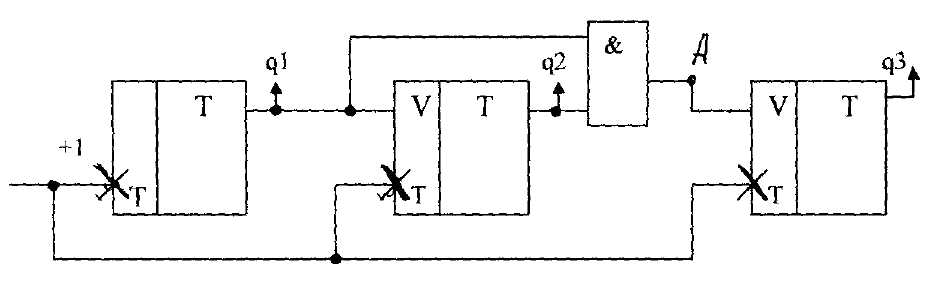 & Д
q1 q2 q3
T V T V T
+1
T T T